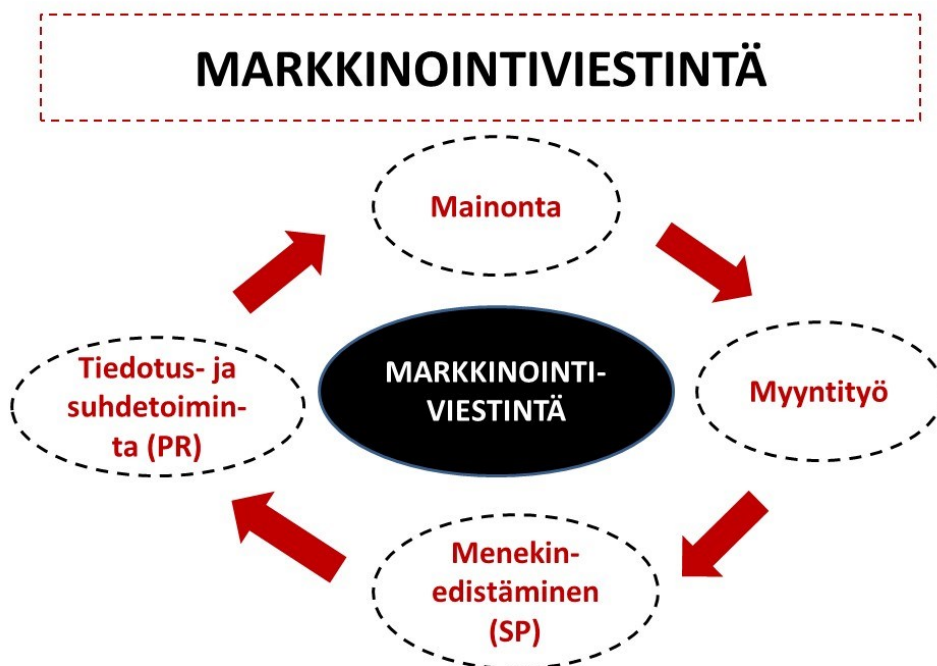 MARKKINOINTIVIESTINTÄ
Mainonta
Tiedotus- ja
suhdetoimin-
ta (PR)
MARKKINOINTI-
VIESTINTÄ
Myyntityö
Menekin-
edistäminen
(SP)